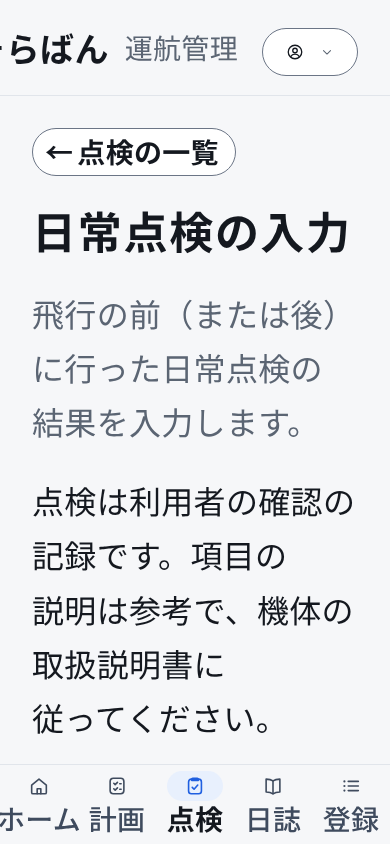 らばん 運航管理
← 点検の一覧
日常点検の入力
飛行の前（または後）
に行った日常点検の
結果を入力します。
点検は利用者の確認の
記録です。項目の
説明は参考で、機体の
取扱説明書に
従ってください。
ホーム 計画 点検 日誌 登録